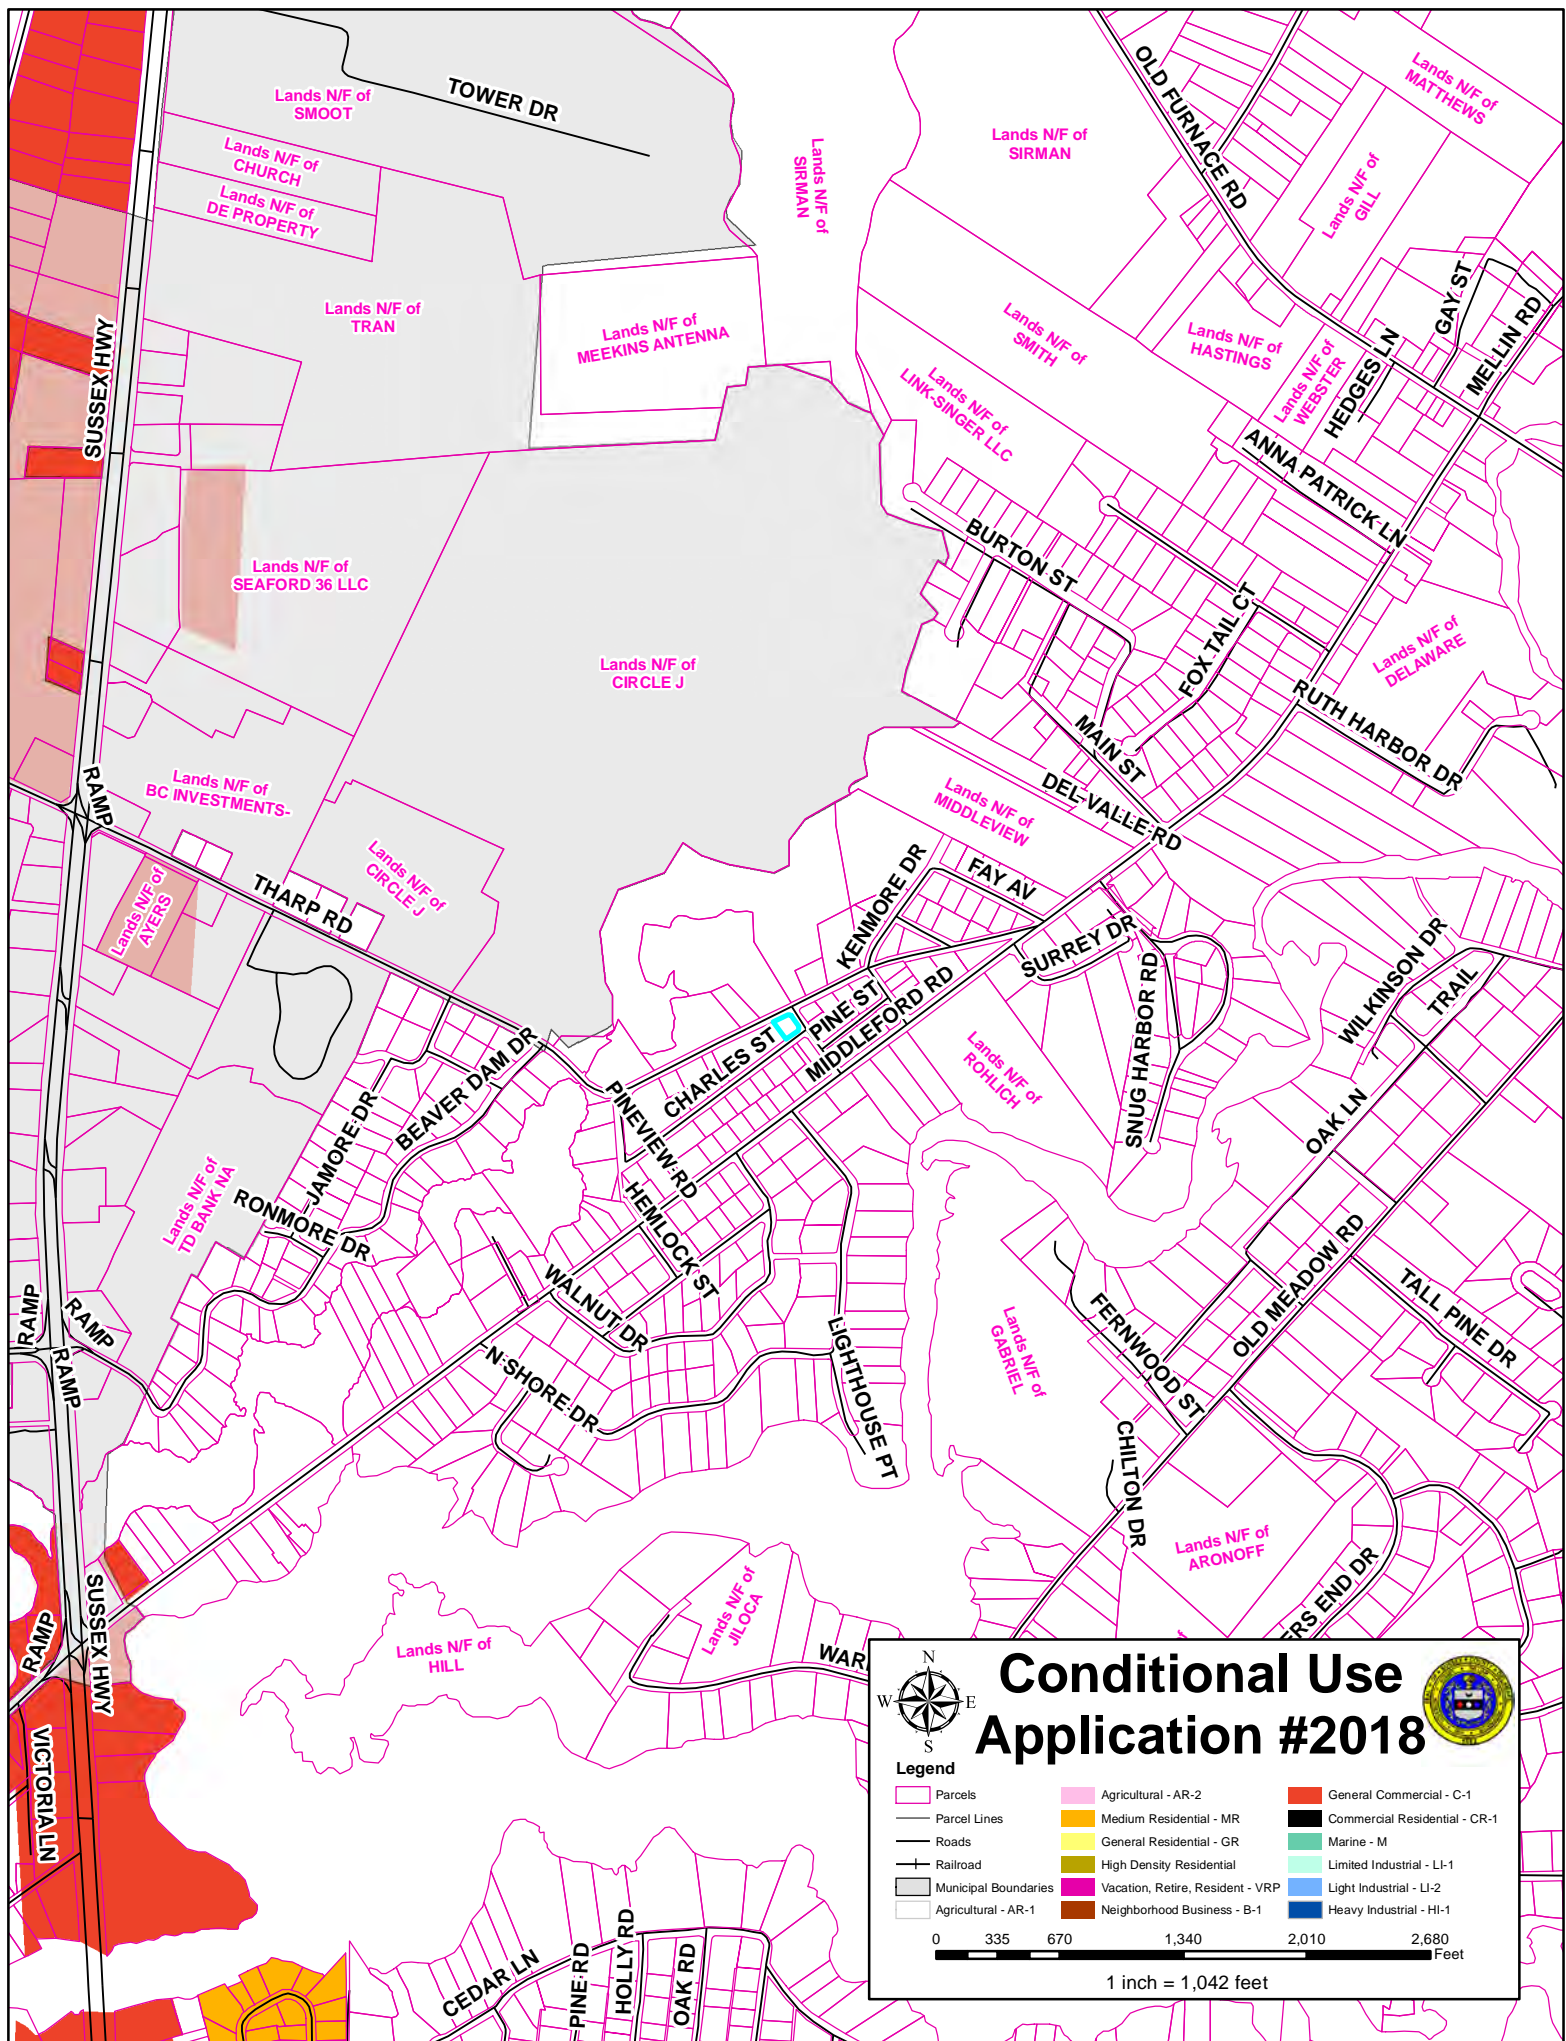 TOWER DR
OLD FURNACE RD
Lands N/F of
MATTHEWS
Lands N/F of
SMOOT
Lands N/F of
CHURCH
Lands N/F of
DE PROPERTY
Lands N/F of
SIRMAN
Lands N/F of
SIRMAN
Lands N/F of
GILL
Lands N/F of
TRAN
Lands N/F of
MEEKINS ANTENNA
Lands N/F of
SMITH
Lands N/F of
HASTINGS
Lands N/F of
WEBSTER
HEDGES LN
GAY ST
MELLIN RD
SUSSEX HWY
Lands N/F of
LINK-SINGER LLC
ANNA PATRICK LN
BURTON ST
Lands N/F of
SEAFORD 36 LLC
Lands N/F of
CIRCLE J
FOX TAIL CT
Lands N/F of
DELAWARE
RUTH HARBOR DR
MAIN ST
RAMP
Lands N/F of
BC INVESTMENTS-
Lands N/F of
MIDDLEVIEW
DEL VALLE RD
Lands N/F of
CIRCLE J
Lands N/F of
AYERS
THARP RD
KENMORE DR
FAY AV
SURREY DR
WILKINSON DR
TRAIL
PINE ST
MIDDLEFORD RD
CHARLES ST
SNUG HARBOR RD
Lands N/F of
ROHLICH
BEAVER DAM DR
JAMORE DR
PINEVIEW RD
OAK LN
Lands N/F of
TD BANK NA
RONMORE DR
HEMLOCK ST
OLD MEADOW RD
WALNUT DR
RAMP
RAMP
RAMP
LIGHTHOUSE PT
Lands N/F of
GABRIEL
FERNWOOD ST
TALL PINE DR
N SHORE DR
CHILTON DR
Lands N/F of
ARONOFF
ERS END DR
SUSSEX HWY
RAMP
Lands N/F of
HILL
Lands N/F of
JILOCA
WAR
VICTORIA LN
CEDAR LN
PINE RD
HOLLY RD
OAK RD
N
W E
S
Conditional Use
Application #2018
Legend
Parcels
Parcel Lines
Roads
Railroad
Municipal Boundaries
Agricultural - AR-1
Agricultural - AR-2
Medium Residential - MR
General Residential - GR
High Density Residential
Vacation, Retire, Resident - VRP
Neighborhood Business - B-1
General Commercial - C-1
Commercial Residential - CR-1
Marine - M
Limited Industrial - LI-1
Light Industrial - LI-2
Heavy Industrial - HI-1
0 335 670 1,340 2,010 2,680
Feet
1 inch = 1,042 feet